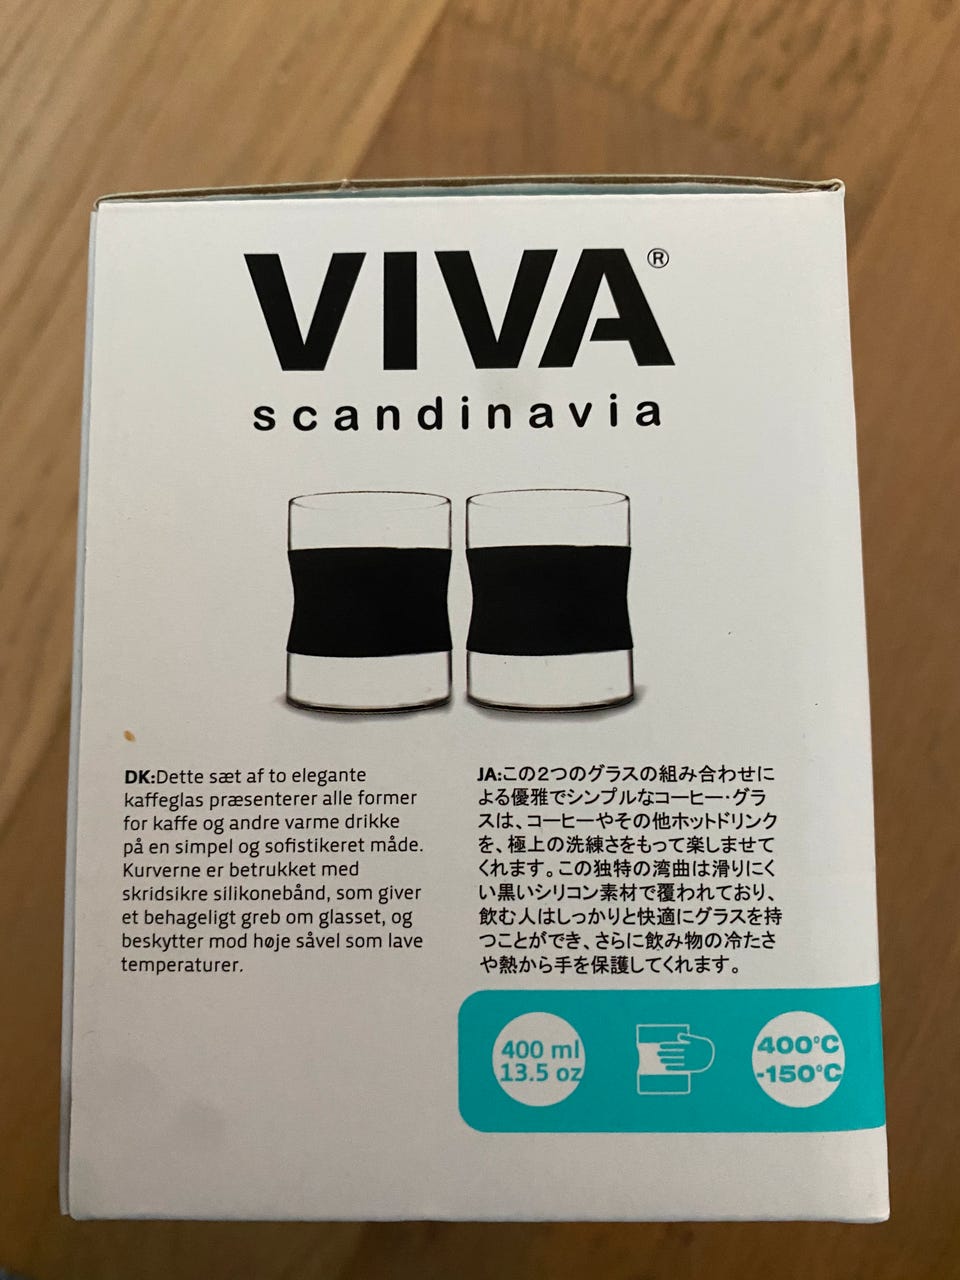 VIVA®
scandinavia
DK:Dette sæt af to elegante
kaffeglas præsenterer alle former
for kaffe og andre varme drikke
på en simpel og sofistikeret måde.
Kurverne er betrukket med
skridsikre silikonebånd, som giver
et behageligt greb om glasset, og
beskytter mod høje såvel som lave
temperaturer.
JA:この2つのグラスの組み合わせに
よる優雅でシンプルなコーヒー・グラ
スは、コーヒーやその他ホットドリンク
を、極上の洗練さをもって楽しませて
くれます。この独特の湾曲は滑りにく
い黒いシリコン素材で覆われており、
飲む人はしっかりと快適にグラスを持
つことができ、さらに飲み物の冷たさ
や熱から手を保護してくれます。
400 ml
13.5 oz
400°C
-150°C